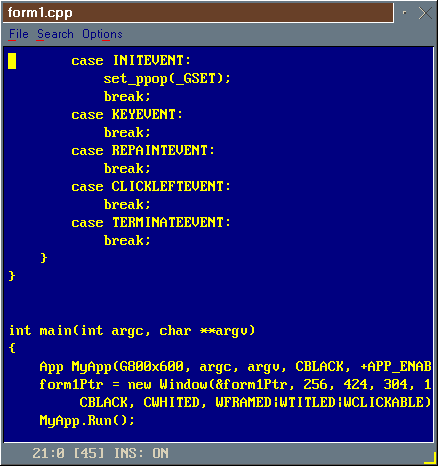 form1.cpp
File Search Options
case INITEVENT:
set_ppop(_GSET);
break;
case KEYEVENT:
break;
case REPAINTEVENT:
break;
case CLICKLEFTEVENT:
break;
case TERMINATEEVENT:
break;
}
}
int main(int argc, char **argv)
{
App MyApp(G800x600, argc, argv, CBLACK, +APP_ENAB
form1Ptr = new Window(&form1Ptr, 256, 424, 304, 1
CBLACK, CWHITED, WFRAMED|WTITLED|WCLICKABLE)
MyApp.Run();
21:0 [45] INS: ON